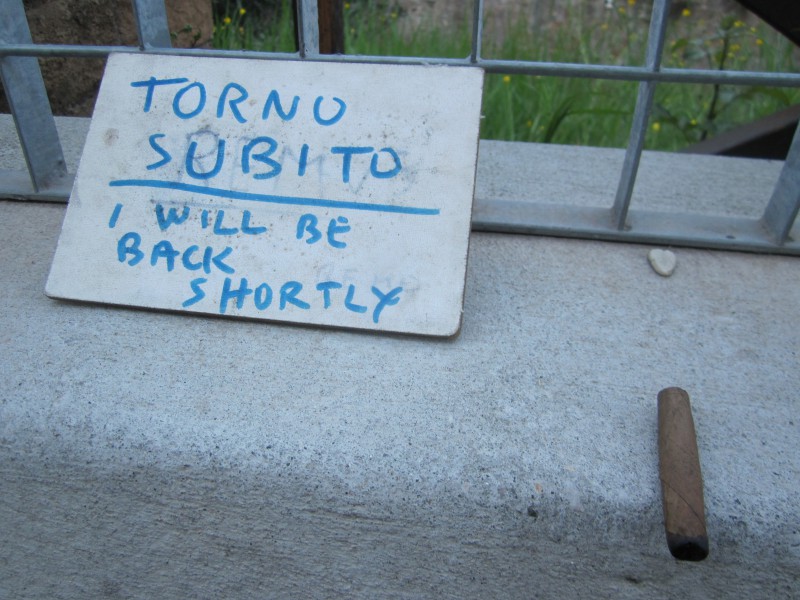 TORNO
SUBITO
I WILL BE
BACK
SHORTLY